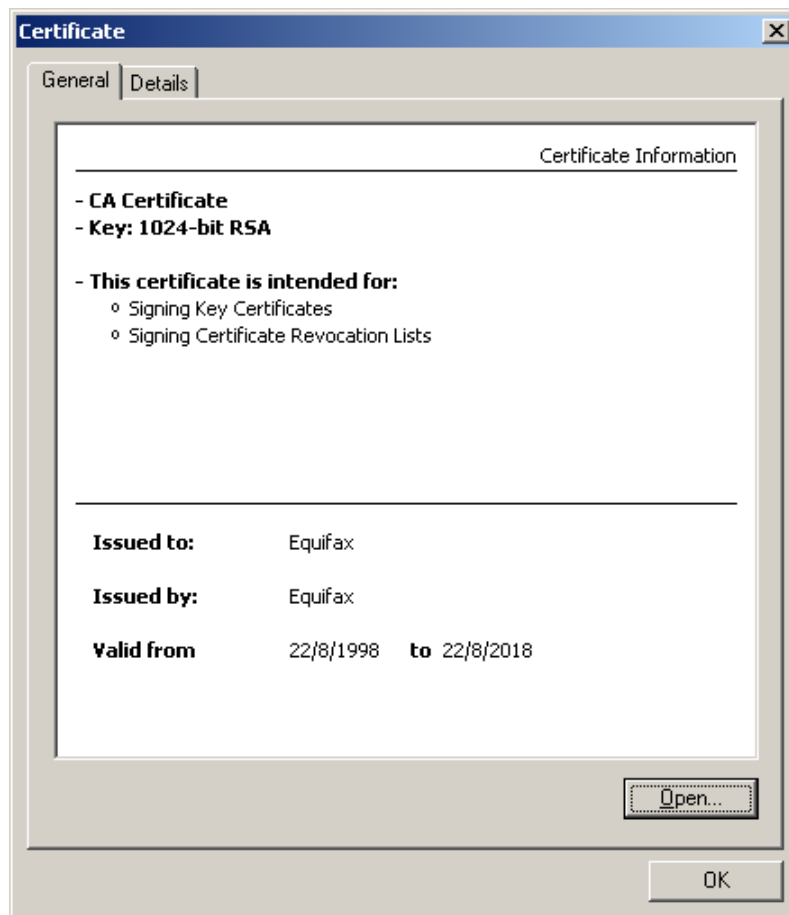 Certificate
General Details
Certificate Information
- CA Certificate
- Key: 1024-bit RSA
- This certificate is intended for:
Signing Key Certificates
Signing Certificate Revocation Lists
Issued to: Equifax
Issued by: Equifax
Valid from 22/8/1998 to 22/8/2018
Open...
OK